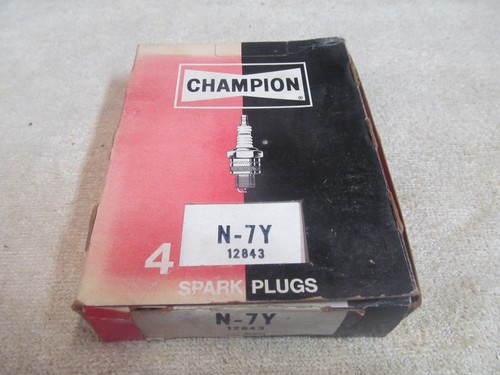 CHAMPION
®
N-7Y
12843
4
SPARK PLUGS
N-7Y
12843